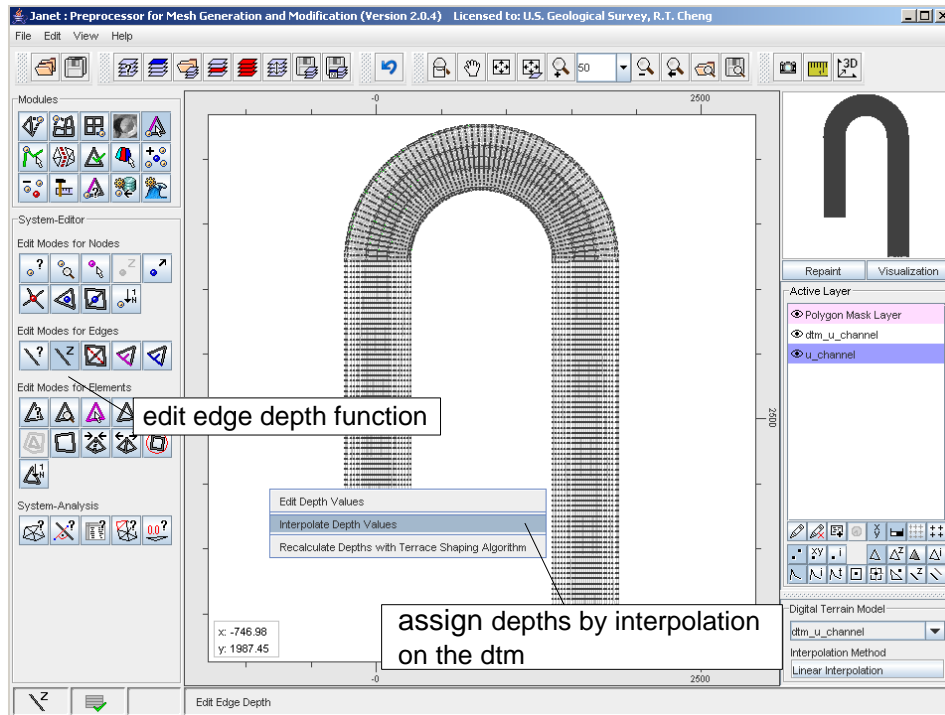 Janet : Preprocessor for Mesh Generation and Modification (Version 2.0.4) Licensed to: U.S. Geological Survey, R.T. Cheng
File Edit View Help
50
3D
Modules
System-Editor
Edit Modes for Nodes
Edit Modes for Edges
Edit Modes for Elements
System-Analysis
-0 2500
2500
-0 2500
edit edge depth function
Edit Depth Values
Interpolate Depth Values
Recalculate Depths with Terrace Shaping Algorithm
assign depths by interpolation
on the dtm
x: -746.98
y: 1987.45
Repaint Visualization
Active Layer
Polygon Mask Layer
dtm_u_channel
u_channel
Digital Terrain Model
dtm_u_channel
Interpolation Method
Linear Interpolation
Z
Edit Edge Depth